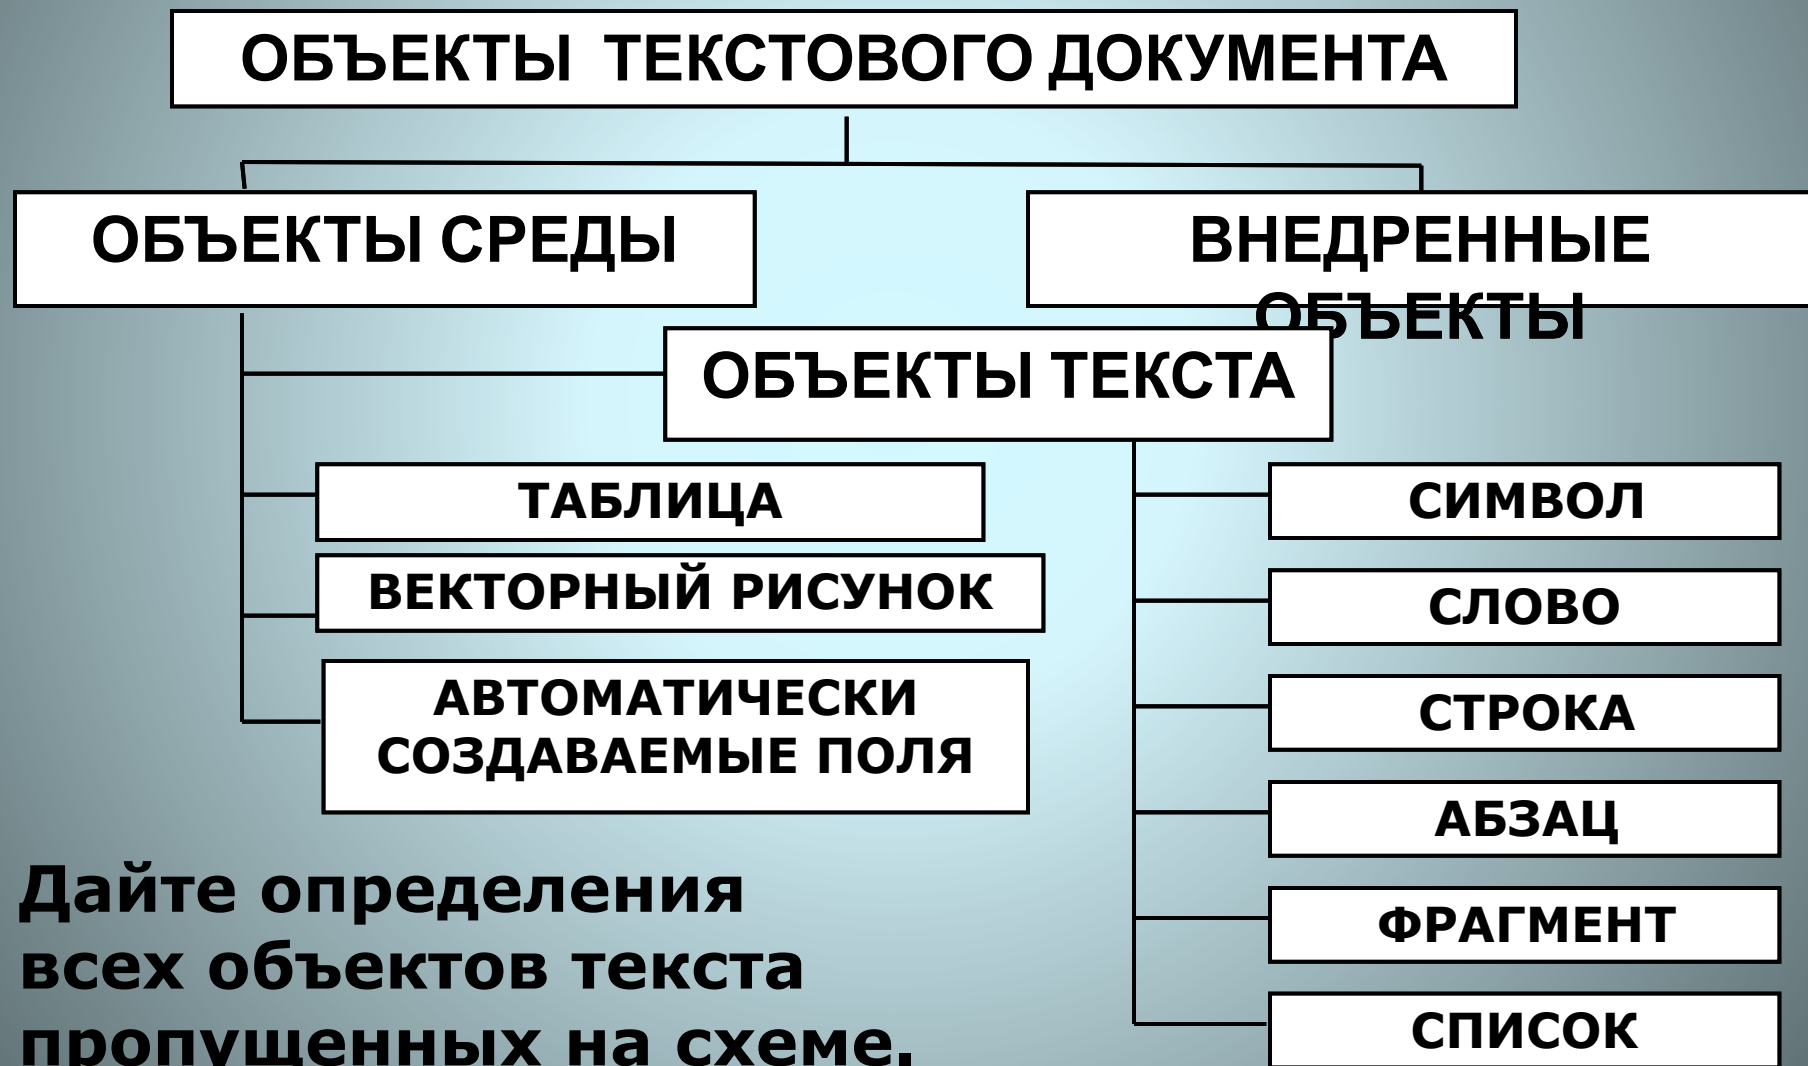 ОБЪЕКТЫ ТЕКСТОВОГО ДОКУМЕНТА
ОБЪЕКТЫ СРЕДЫ
ВНЕДРЕННЫЕ
ОБЪЕКТЫ
ОБЪЕКТЫ ТЕКСТА
ТАБЛИЦА
ВЕКТОРНЫЙ РИСУНОК
АВТОМАТИЧЕСКИ
СОЗДАВАЕМЫЕ ПОЛЯ
СИМВОЛ
СЛОВО
СТРОКА
АБЗАЦ
ФРАГМЕНТ
СПИСОК
Дайте определения
всех объектов текста
пропущенных на схеме.